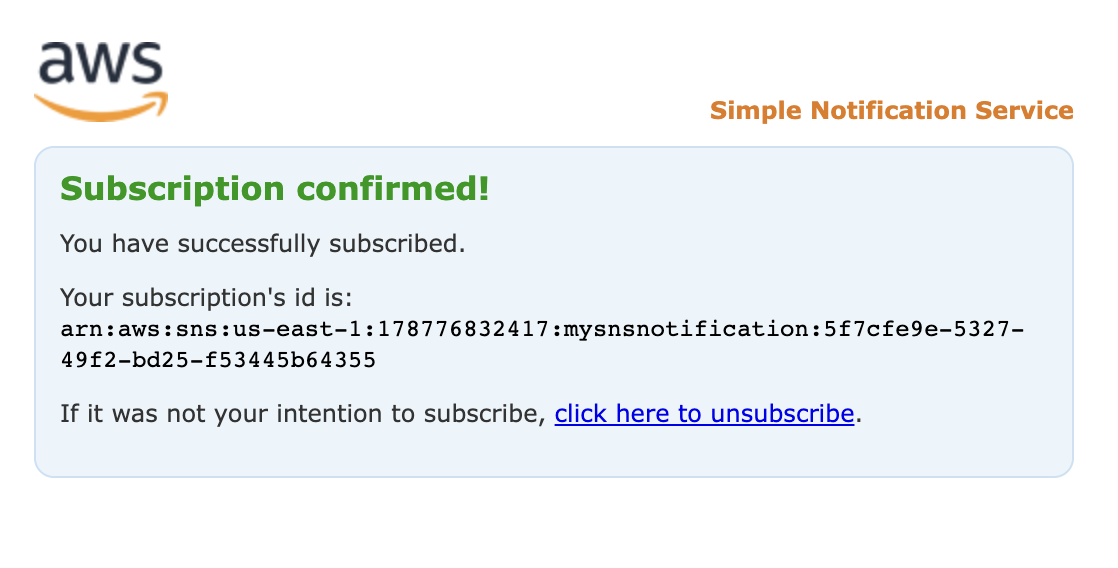 aws
Simple Notification Service
Subscription confirmed!
You have successfully subscribed.
Your subscription's id is:
arn:aws:sns:us-east-1:178776832417:mysnsnotification:5f7cfe9e-5327-
49f2-bd25-f53445b64355
If it was not your intention to subscribe, click here to unsubscribe.